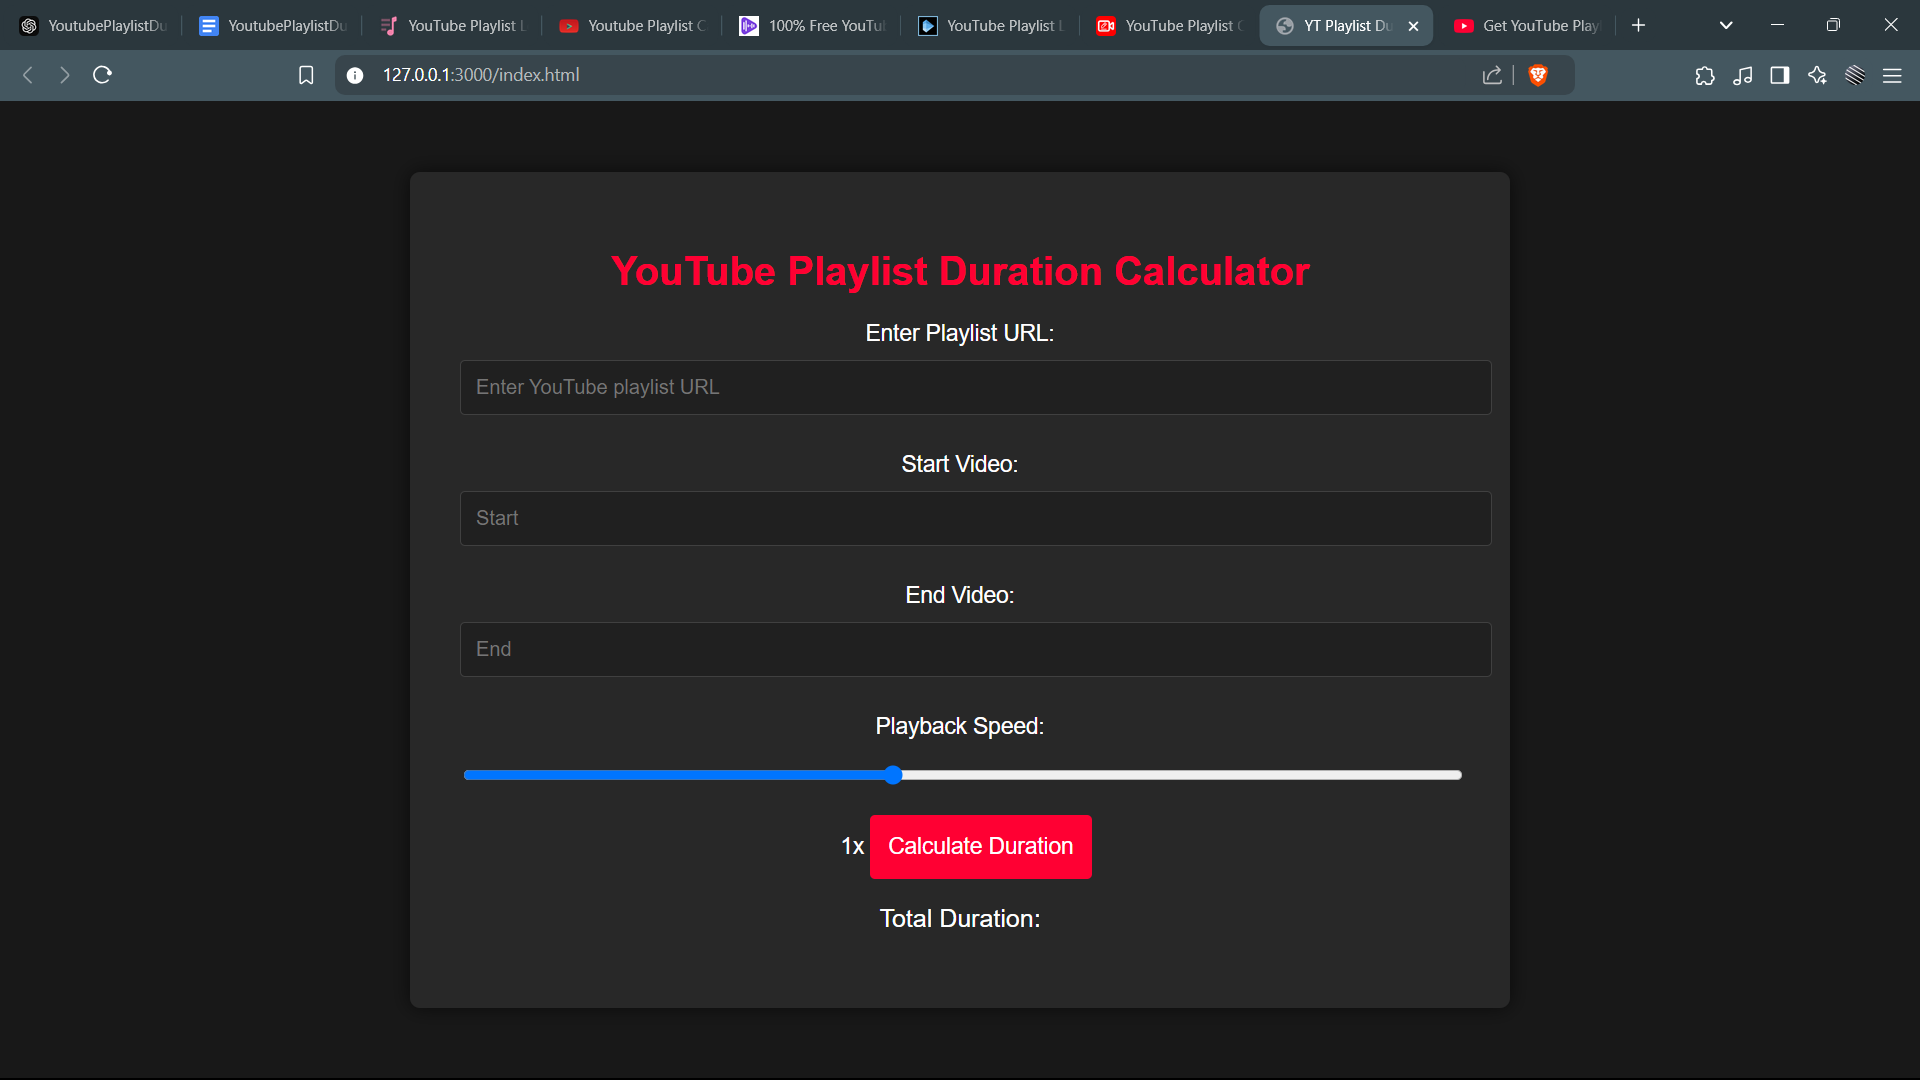 YoutubePlaylistDu
YoutubePlaylistDu
YouTube Playlist L
Youtube Playlist C
100% Free YouTu
YouTube Playlist L
YouTube Playlist C
YT Playlist Du
Get YouTube Play
127.0.0.1:3000/index.html
YouTube Playlist Duration Calculator
Enter Playlist URL:
Enter YouTube playlist URL
Start Video:
Start
End Video:
End
Playback Speed:
1x Calculate Duration
Total Duration: